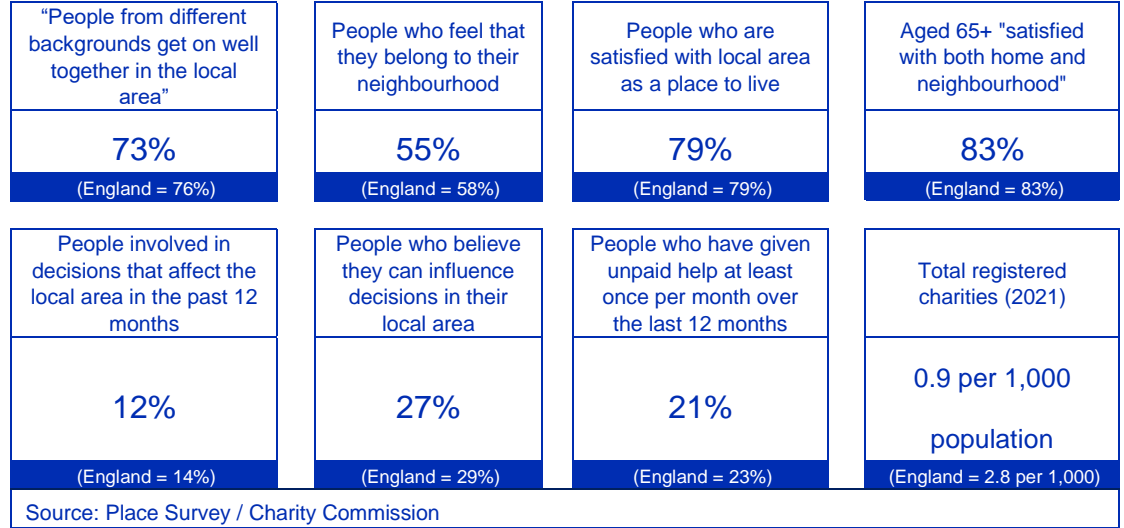 “People from different
backgrounds get on well
together in the local
area”
73%
(England = 76%)
People who feel that
they belong to their
neighbourhood
55%
(England = 58%)
People who are
satisfied with local area
as a place to live
79%
(England = 79%)
Aged 65+ "satisfied
with both home and
neighbourhood"
83%
(England = 83%)
People involved in
decisions that affect the
local area in the past 12
months
12%
(England = 14%)
People who believe
they can influence
decisions in their
local area
27%
(England = 29%)
People who have given
unpaid help at least
once per month over
the last 12 months
21%
(England = 23%)
Total registered
charities (2021)
0.9 per 1,000
population
(England = 2.8 per 1,000)
Source: Place Survey / Charity Commission